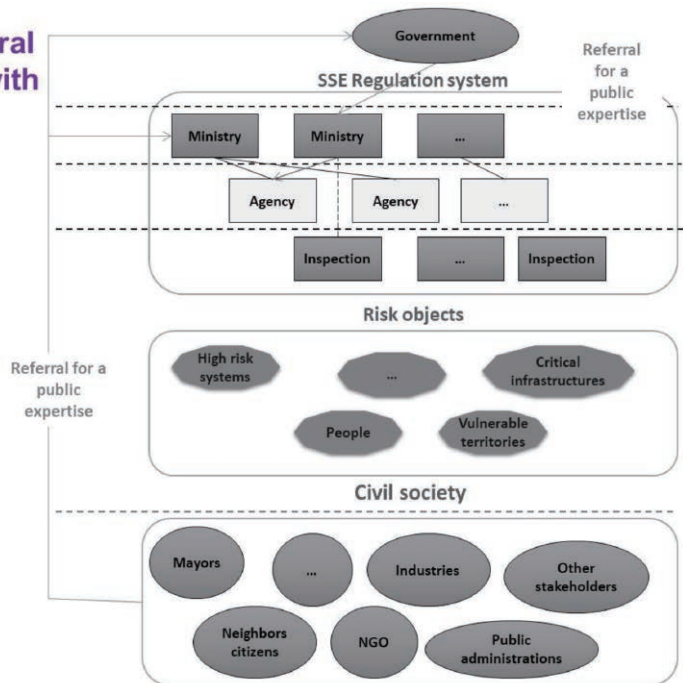 ral
with
Government
Referral
for a
public
expertise
SSE Regulation system
Ministry
Ministry
...
Agency
Agency
...
Inspection
...
Inspection
Risk objects
High risk
systems
...
Critical
infrastructures
People
Vulnerable
territories
Referral for a
public
expertise
Civil society
Mayors
...
Industries
Other
stakeholders
Neighbors
citizens
NGO
Public
administrations